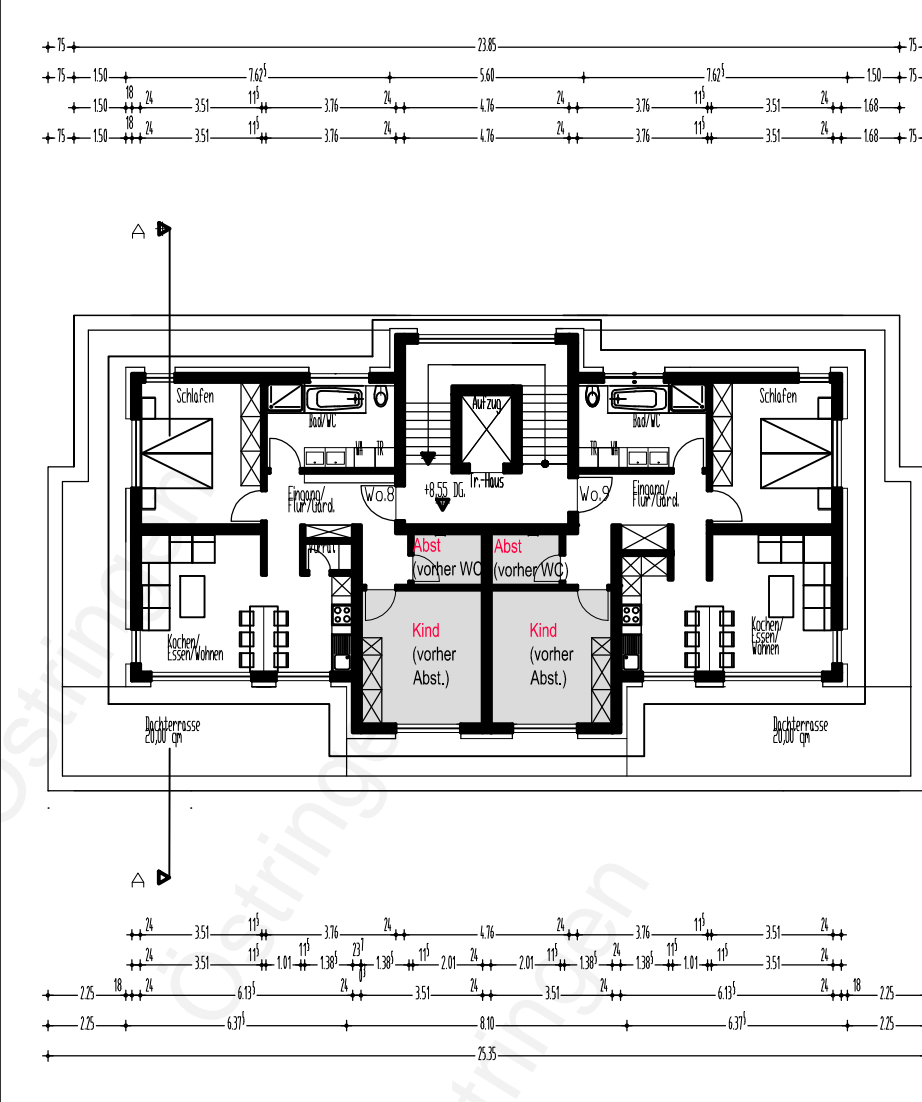 75 23.85 75
75 1.50 7.62⁵ 5.60 7.62⁵ 1.50 75
1.50 18 24 3.51 11⁵ 3.76 24 4.76 24 3.76 11⁵ 3.51 24 1.68
75 1.50 18 24 3.51 11⁵ 3.76 24 4.76 24 3.76 11⁵ 3.51 24 1.68 75
A
Schlafen
Bad/WC
WA TR
Aufzug
Tr.-Haus
Bad/WC
TR WA
Schlafen
Eingang/
Flur/Gard.
Wo.8
+8,55 DG.
Wo.9
Eingang/
Flur/Gard.
Vorrat
Abst
(vorher WC)
Abst
(vorher WC)
Kochen/
Essen/Wohnen
Kind
(vorher
Abst.)
Kind
(vorher
Abst.)
Kochen/
Essen/
Wohnen
Dachterrasse
20,00 qm
Dachterrasse
20,00 qm
A
Östringen
Östringen
24 3.51 11⁵ 3.76 24 4.76 24 3.76 11⁵ 3.51 24
24 3.51 11⁵ 1.01 11⁵ 1.38⁵ 23⁷ 1.38⁵ 11⁵ 2.01 24 2.01 11⁵ 1.38⁵ 24 1.38⁵ 11⁵ 1.01 11⁵ 3.51 24
2.25 18 24 6.13⁵ 24 3.51 24 3.51 24 6.13⁵ 24 18 2.25
2.25 6.37⁵ 8.10 6.37⁵ 2.25
25.35